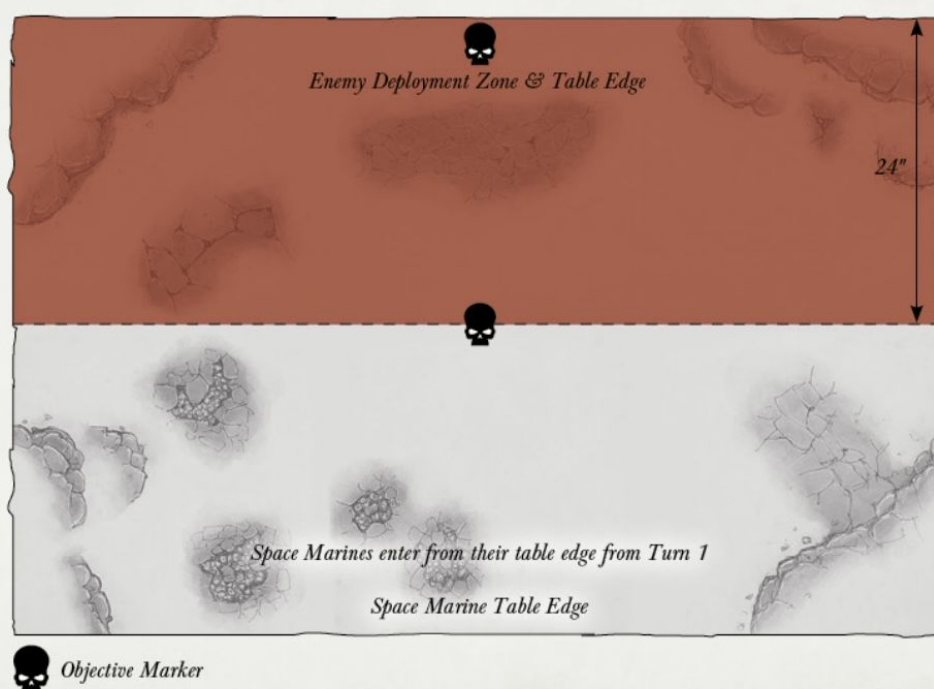 Enemy Deployment Zone & Table Edge
24"
Space Marines enter from their table edge from Turn 1
Space Marine Table Edge
Objective Marker